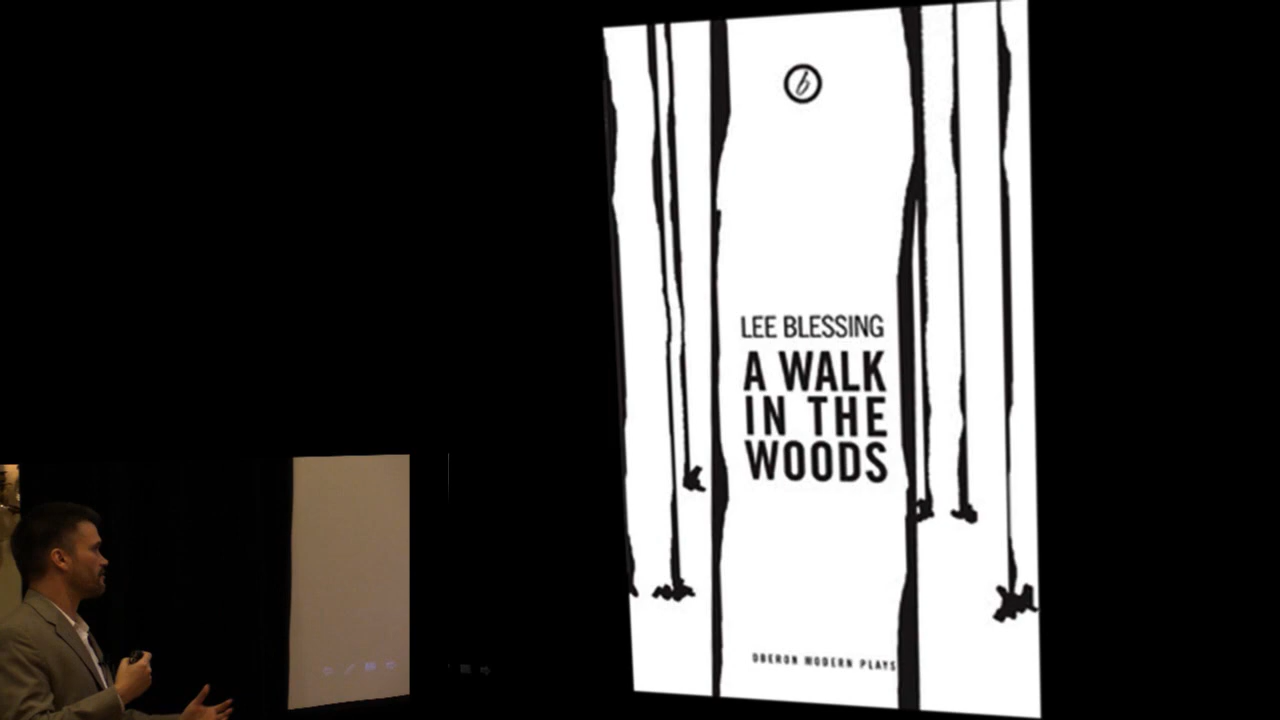 b
LEE BLESSING
A WALK
IN THE
WOODS
OBERON MODERN PLAYS